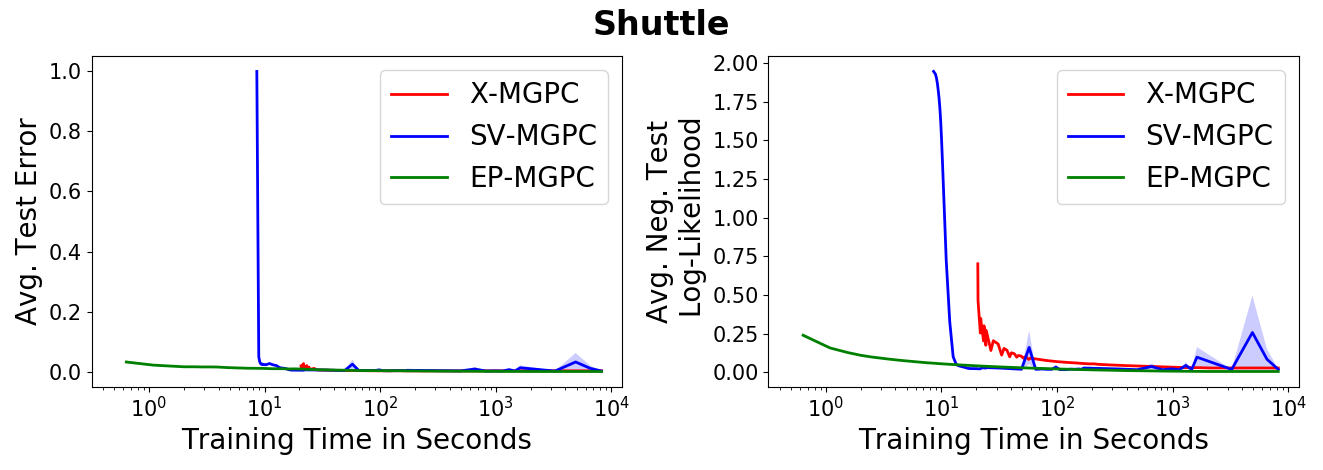 Shuttle
Avg. Test Error
1.0
0.8
0.6
0.4
0.2
0.0
X-MGPC
SV-MGPC
EP-MGPC
10^0
10^1
10^2
10^3
10^4
Training Time in Seconds
Avg. Neg. Test
Log-Likelihood
2.00
1.75
1.50
1.25
1.00
0.75
0.50
0.25
0.00
X-MGPC
SV-MGPC
EP-MGPC
10^0
10^1
10^2
10^3
10^4
Training Time in Seconds